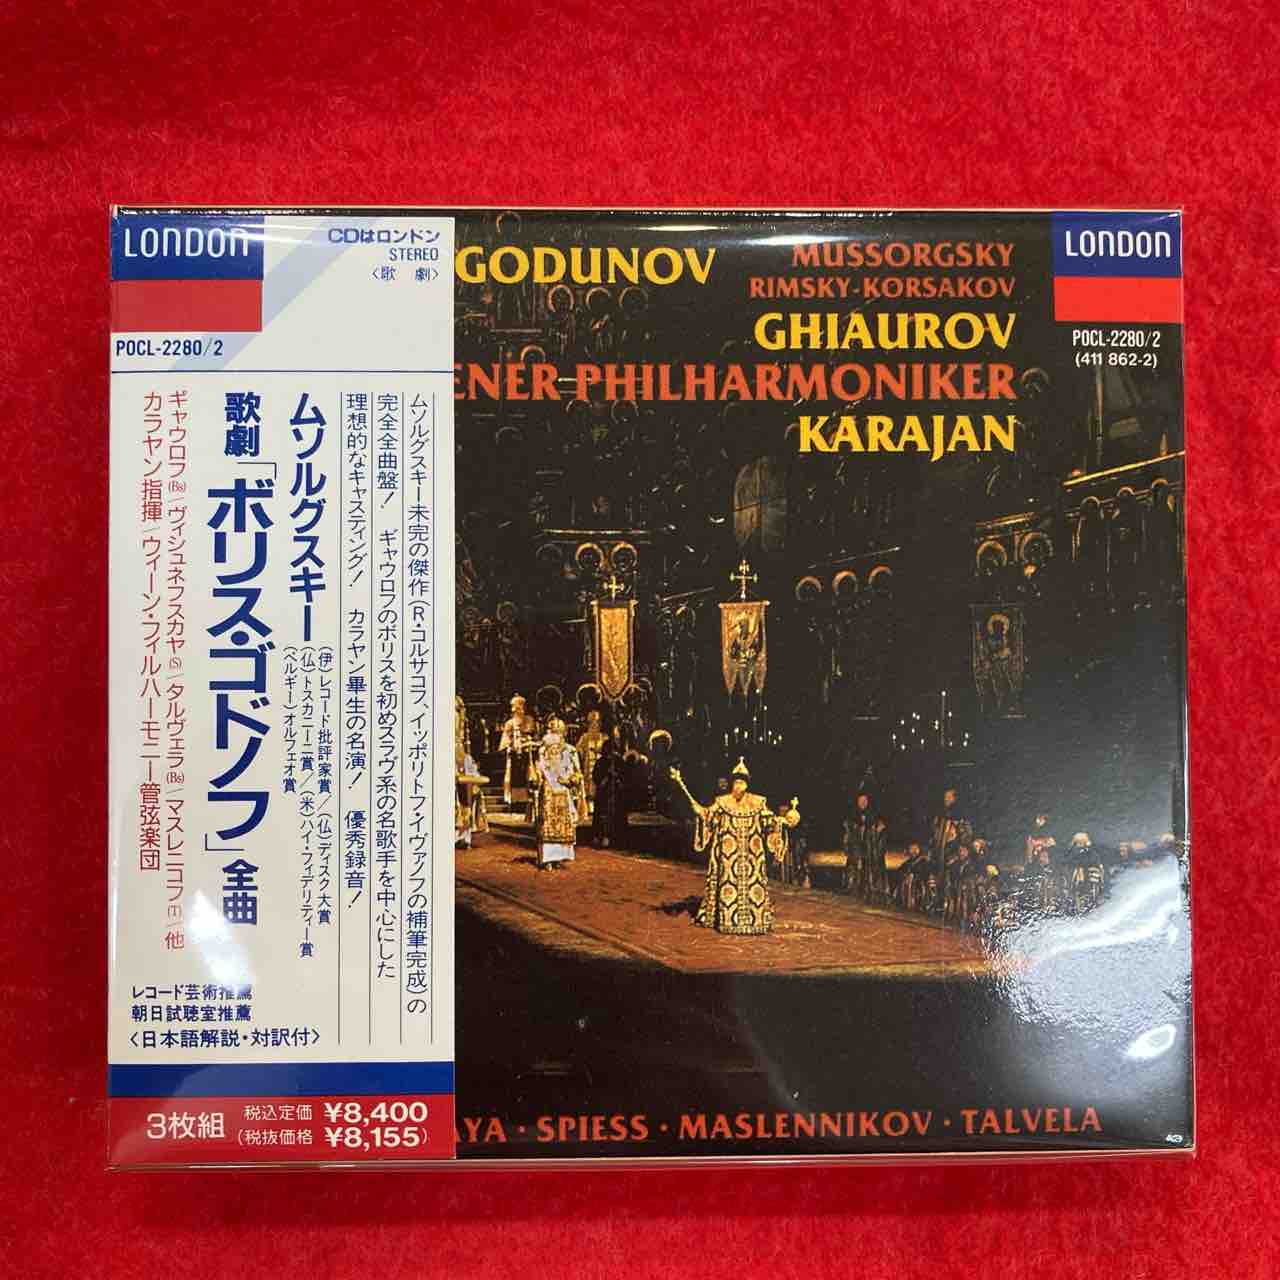 LONDON
CDはロンドン
STEREO
〈歌 劇〉
POCL-2280/2
ムソルグスキー未完の傑作(R・コルサコフ、イッポリトフ・イヴァノフの補筆完成)の
完全全曲盤! ギャウロフのボリスを初めスラヴ系の名歌手を中心にした
理想的なキャスティング! カラヤン畢生の名演! 優秀録音!
ムソルグスキー
(伊)レコード批評家賞/(仏)ディスク大賞
(仏)トスカニーニ賞/(米)ハイ・フィデリティー賞
(ベルギー)オルフェオ賞
歌劇「ボリス・ゴドノフ」全曲
ギャウロフ(Bs)/ヴィシュネフスカヤ(S)/タルヴェラ(Bs)/マスレニコフ(T)/他
カラヤン指揮/ウィーン・フィルハーモニー管弦楽団
レコード芸術推薦
朝日試聴室推薦
〈日本語解説・対訳付〉
3枚組
税込定価 ¥8,400
(税抜価格 ¥8,155)
GODUNOV
MUSSORGSKY
RIMSKY-KORSAKOV
GHIAUROV
ENER PHILHARMONIKER
KARAJAN
LONDON
POCL-2280/2
(411 862-2)
AYA · SPIESS · MASLENNIKOV · TALVELA